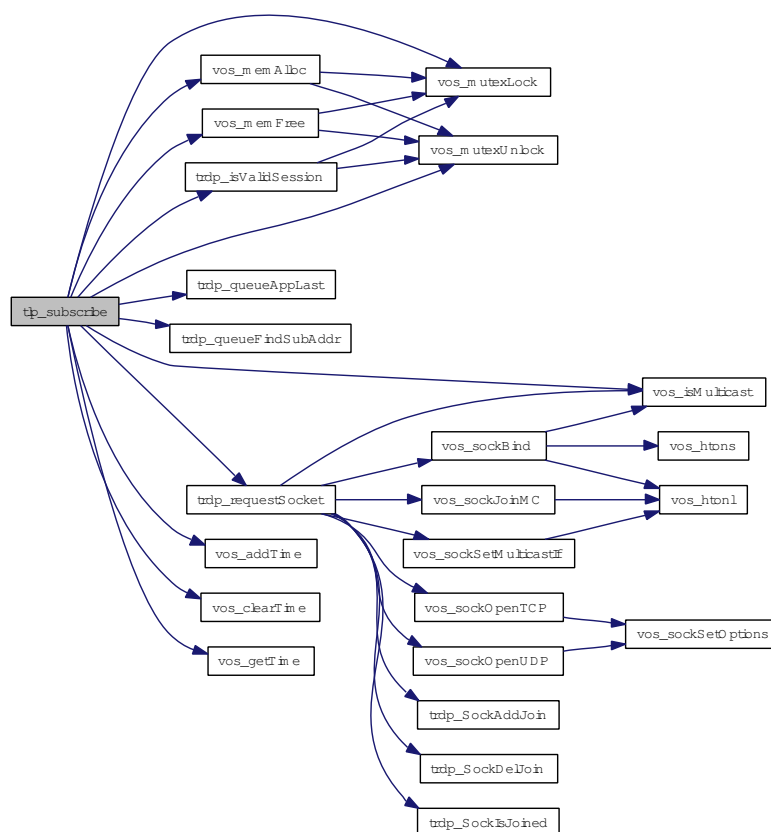 vos_memAlloc
vos_mutexLock
vos_memFree
vos_mutexUnlock
trdp_isValidSession
trdp_queueAppLast
tlp_subscribe
trdp_queueFindSubAddr
vos_isMulticast
vos_sockBind
vos_htons
trdp_requestSocket
vos_sockJoinMC
vos_htonl
vos_addTime
vos_sockSetMulticastIf
vos_clearTime
vos_sockOpenTCP
vos_sockSetOptions
vos_getTime
vos_sockOpenUDP
trdp_SockAddJoin
trdp_SockDelJoin
trdp_SockIsJoined